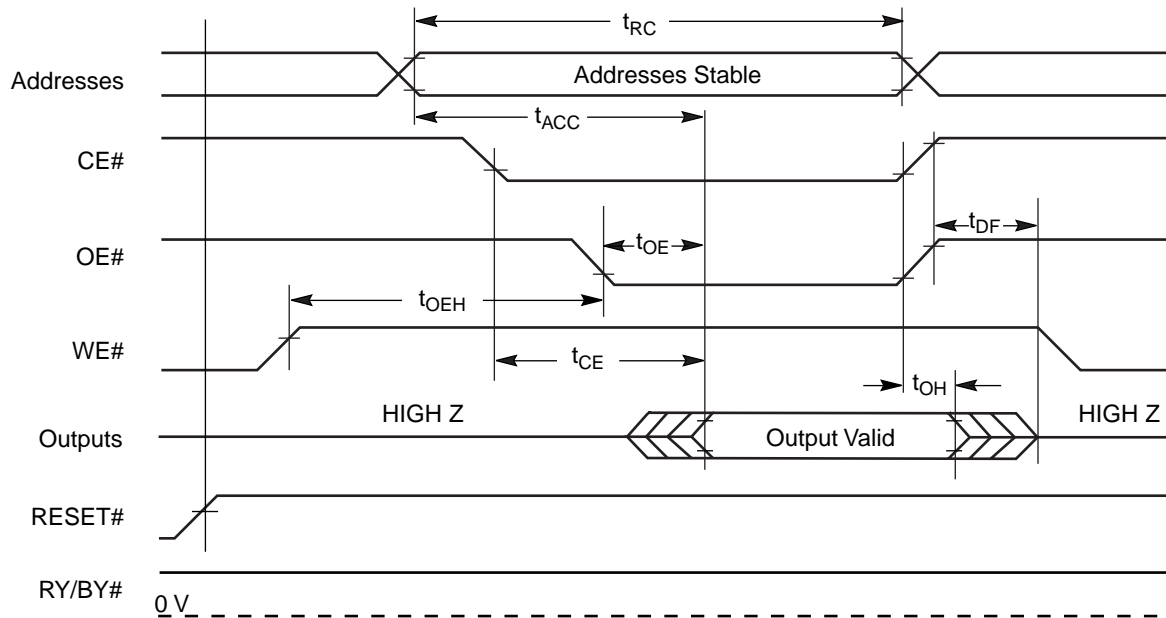 tRC
Addresses
Addresses Stable
tACC
CE#
tDF
tOE
OE#
tOEH
WE#
tCE
tOH
HIGH Z
HIGH Z
Outputs
Output Valid
RESET#
RY/BY#
0 V